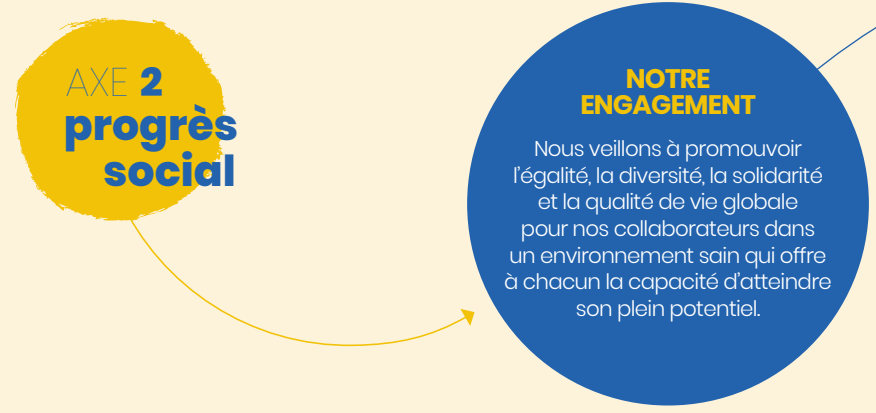 AXE 2
progrès
social
NOTRE
ENGAGEMENT
Nous veillons à promouvoir
l'égalité, la diversité, la solidarité
et la qualité de vie globale
pour nos collaborateurs dans
un environnement sain qui offre
à chacun la capacité d'atteindre
son plein potentiel.